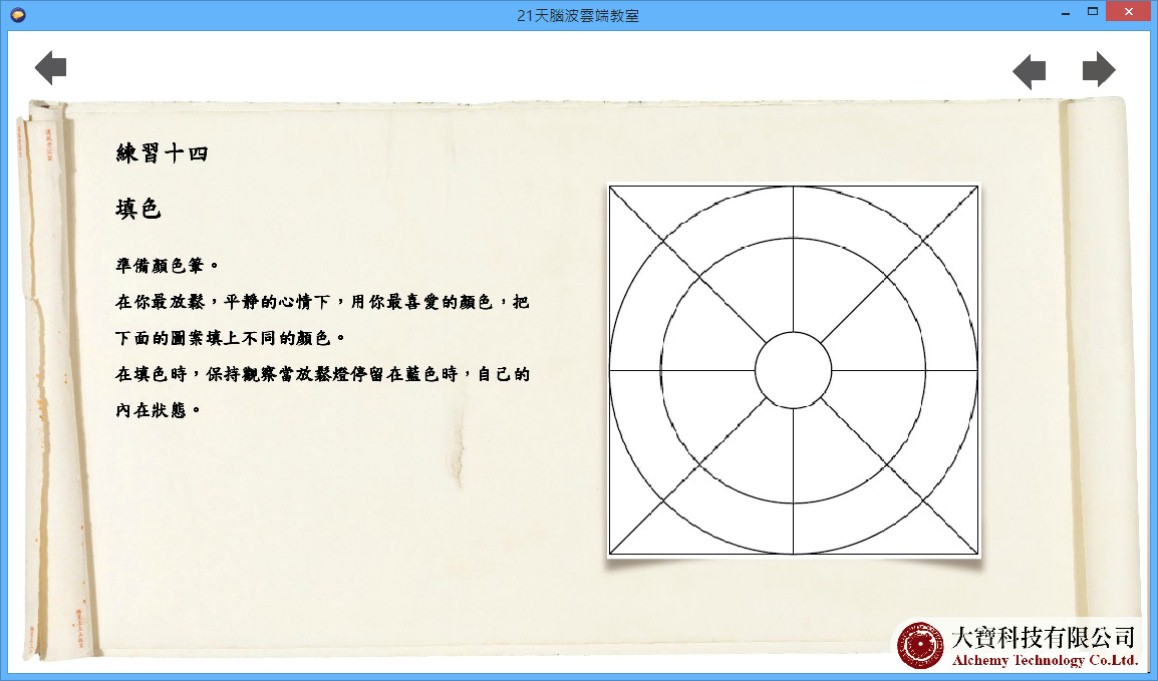 21天腦波雲端教室
練習十四
填色
準備顏色筆。
在你最放鬆，平靜的心情下，用你最喜愛的顏色，把
下面的圖案填上不同的顏色。
在填色時，保持觀察當放鬆燈停留在藍色時，自己的
內在狀態。
大寶科技有限公司
Alchemy Technology Co.Ltd.